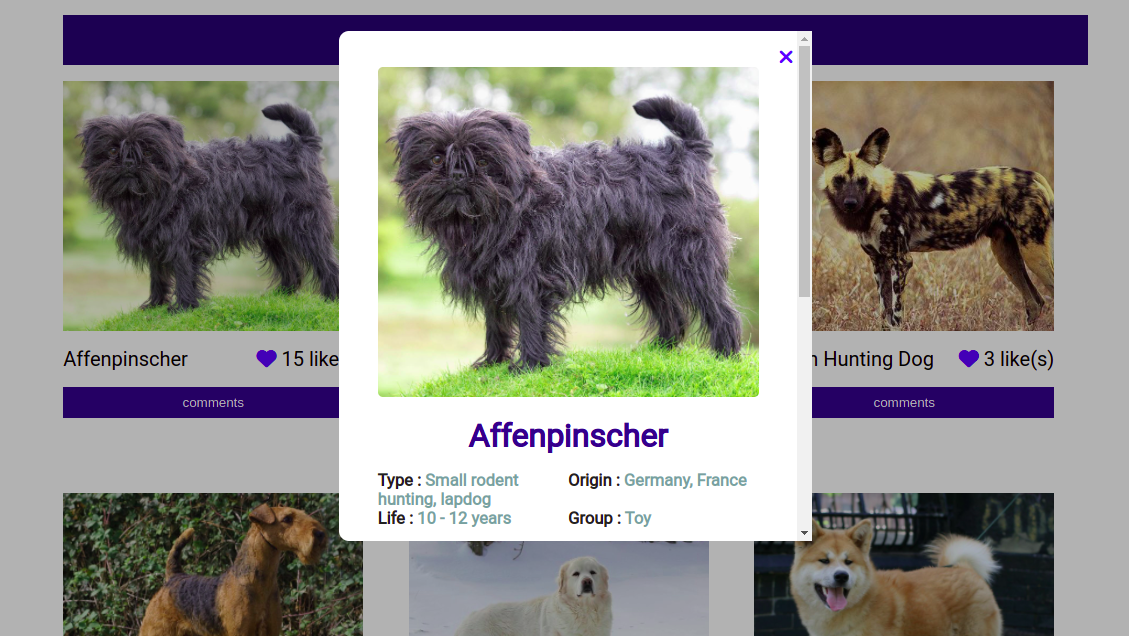 Affenpinscher
15 like
n Hunting Dog
3 like(s)
comments
comments
Affenpinscher
Type : Small rodent
hunting, lapdog
Origin : Germany, France
Life : 10 - 12 years
Group : Toy